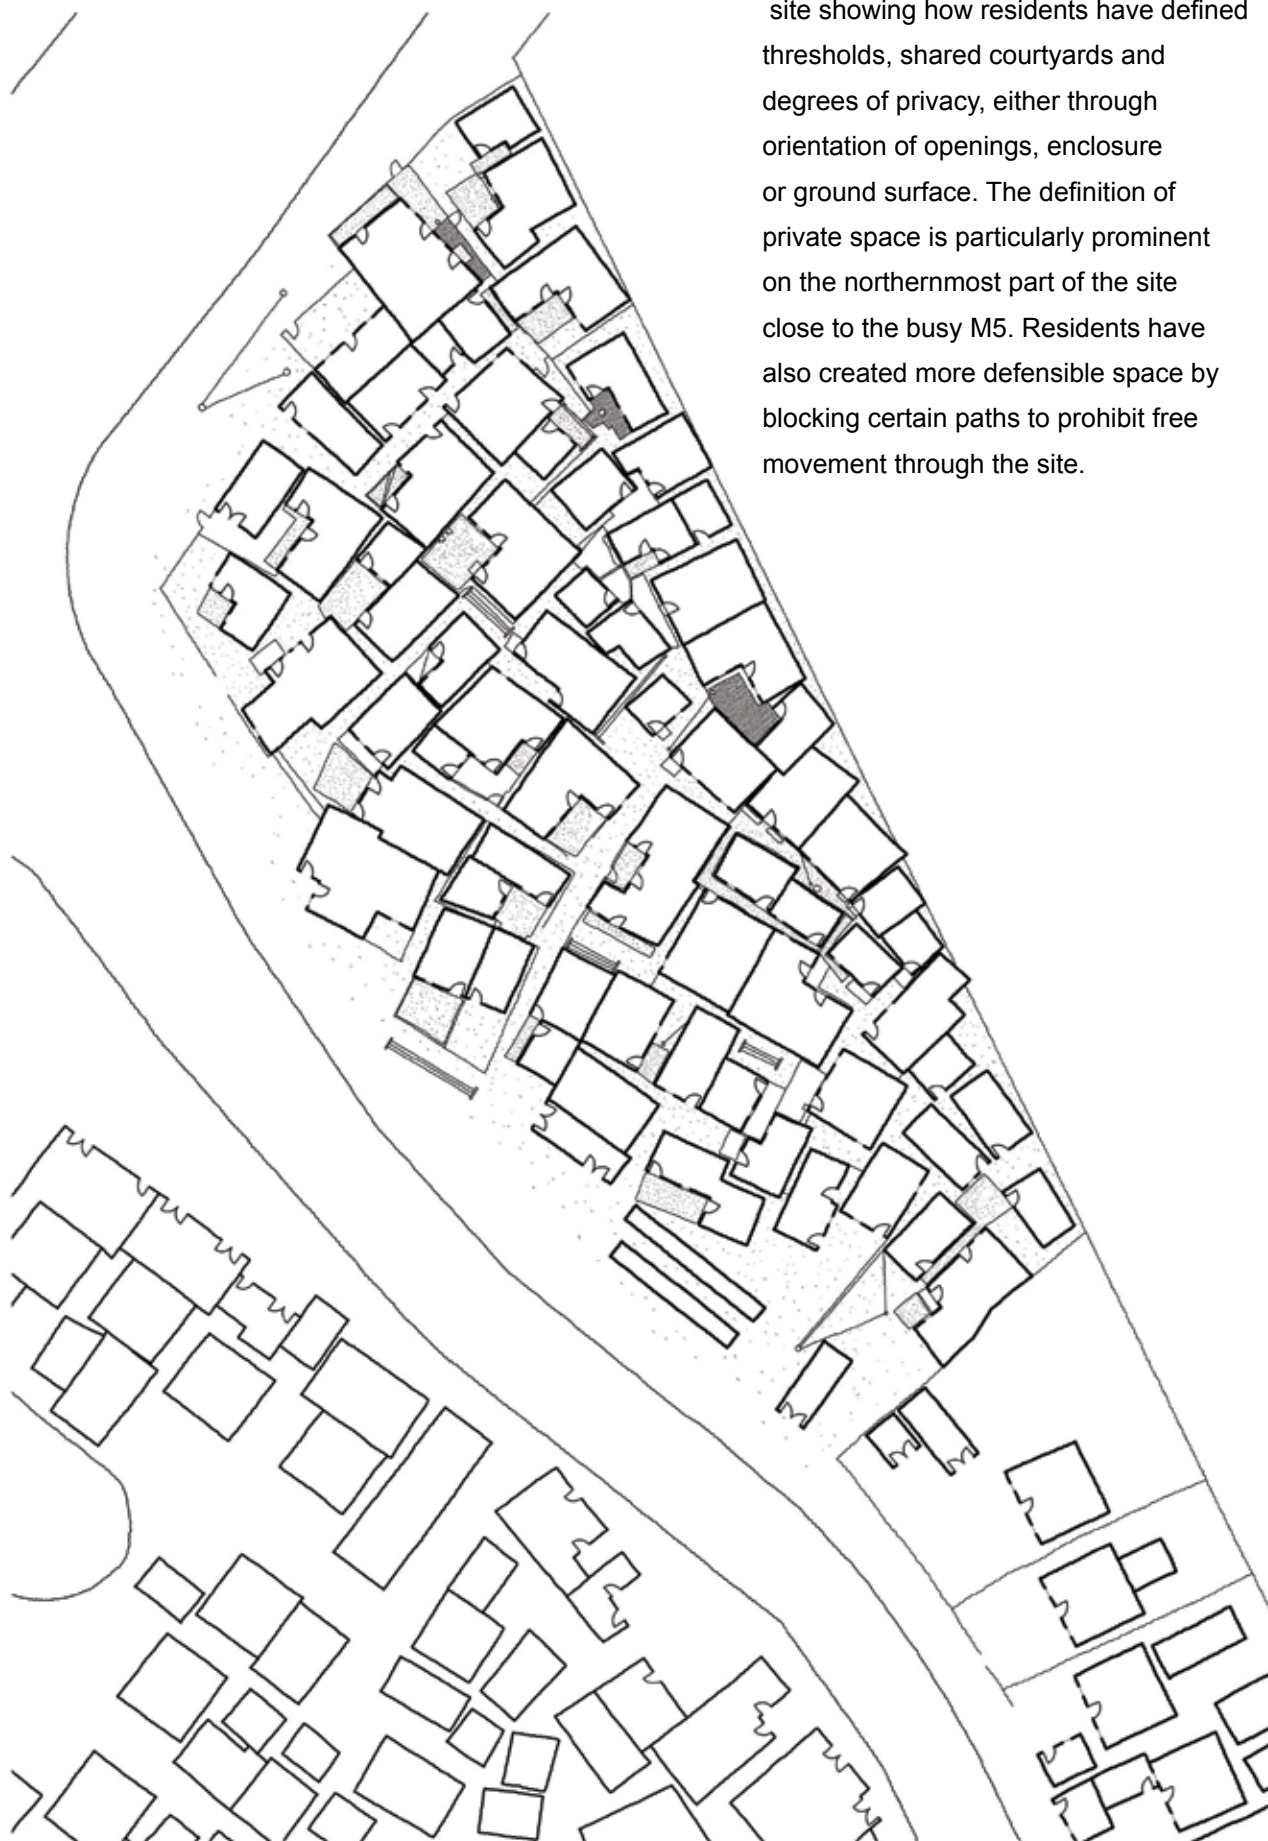 site showing how residents have defined
thresholds, shared courtyards and
degrees of privacy, either through
orientation of openings, enclosure
or ground surface. The definition of
private space is particularly prominent
on the northernmost part of the site
close to the busy M5. Residents have
also created more defensible space by
blocking certain paths to prohibit free
movement through the site.